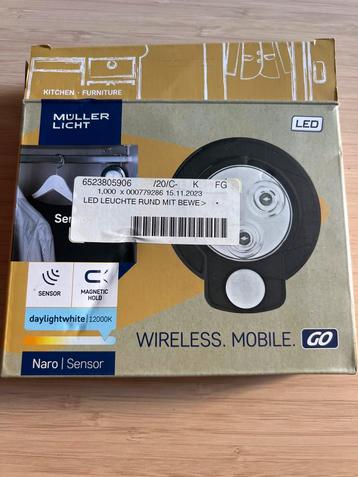 KITCHEN · FURNITURE
MÜLLER
LICHT
LED
6523805906 /20/C- K FG
1,000 x 000779286 15.11.2023
LED LEUCHTE RUND MIT BEWE>
SENSOR
MAGNETIC
HOLD
daylightwhite|12000K
WIRELESS. MOBILE. GO
Naro | Sensor